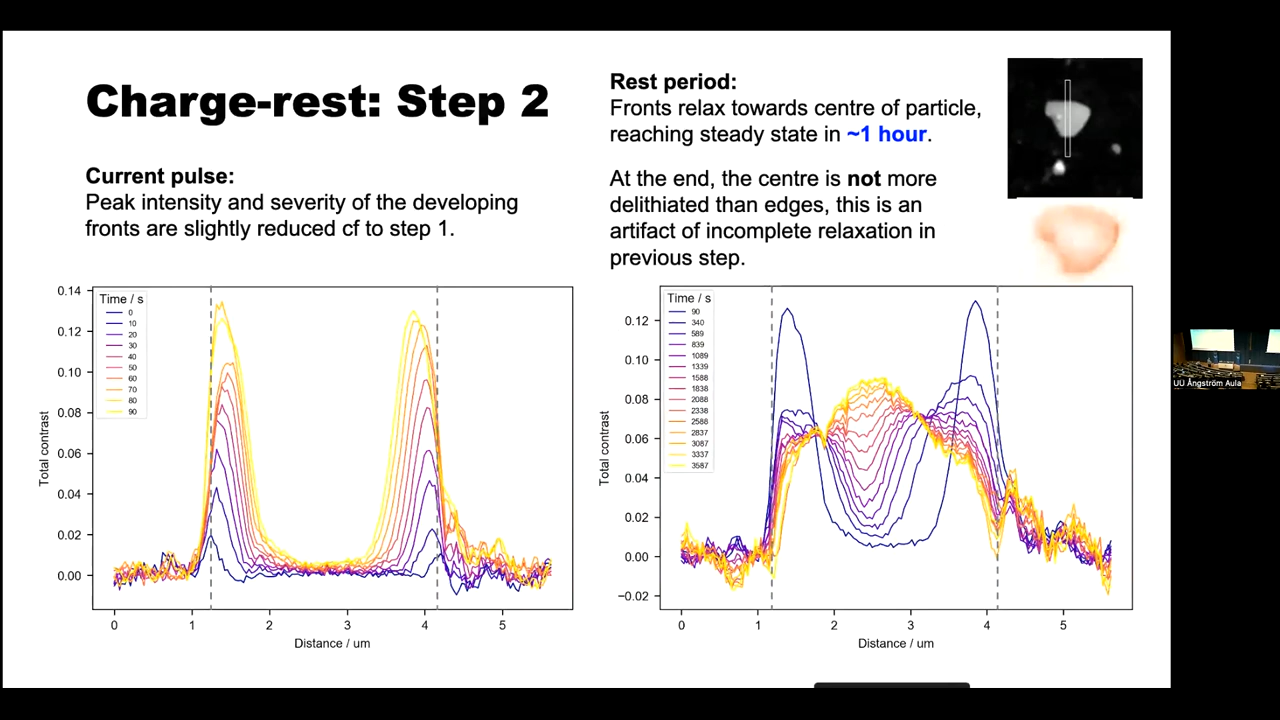 Charge-rest: Step 2
Current pulse:
Peak intensity and severity of the developing
fronts are slightly reduced cf to step 1.
Rest period:
Fronts relax towards centre of particle,
reaching steady state in ~1 hour.
At the end, the centre is not more
delithiated than edges, this is an
artifact of incomplete relaxation in
previous step.
Total contrast
0.14
0.12
0.10
0.08
0.06
0.04
0.02
0.00
Time / s
0
10
20
30
40
50
60
70
80
90
0 1 2 3 4 5
Distance / um
Total contrast
0.12
0.10
0.08
0.06
0.04
0.02
0.00
−0.02
Time / s
90
340
589
839
1089
1339
1588
1838
2088
2338
2588
2837
3087
3337
3587
0 1 2 3 4 5
Distance / um
UU Ångström Aula